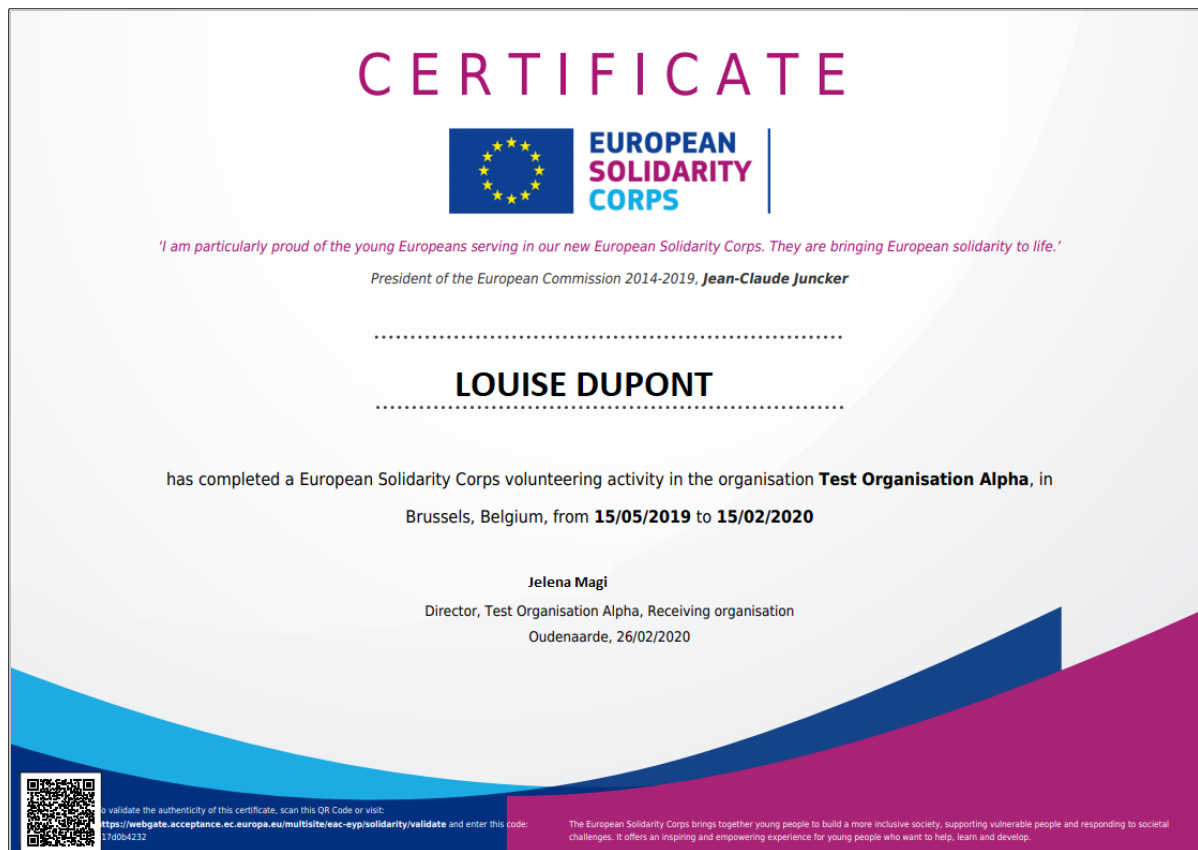 CERTIFICATE
EUROPEAN
SOLIDARITY
CORPS
‘I am particularly proud of the young Europeans serving in our new European Solidarity Corps. They are bringing European solidarity to life.’
President of the European Commission 2014-2019, Jean-Claude Juncker
LOUISE DUPONT
has completed a European Solidarity Corps volunteering activity in the organisation Test Organisation Alpha, in
Brussels, Belgium, from 15/05/2019 to 15/02/2020
Jelena Magi
Director, Test Organisation Alpha, Receiving organisation
Oudenaarde, 26/02/2020
o validate the authenticity of this certificate, scan this QR Code or visit:
ttps://webgate.acceptance.ec.europa.eu/multisite/eac-eyp/solidarity/validate and enter this code:
17d0b4232
The European Solidarity Corps brings together young people to build a more inclusive society, supporting vulnerable people and responding to societal
challenges. It offers an inspiring and empowering experience for young people who want to help, learn and develop.